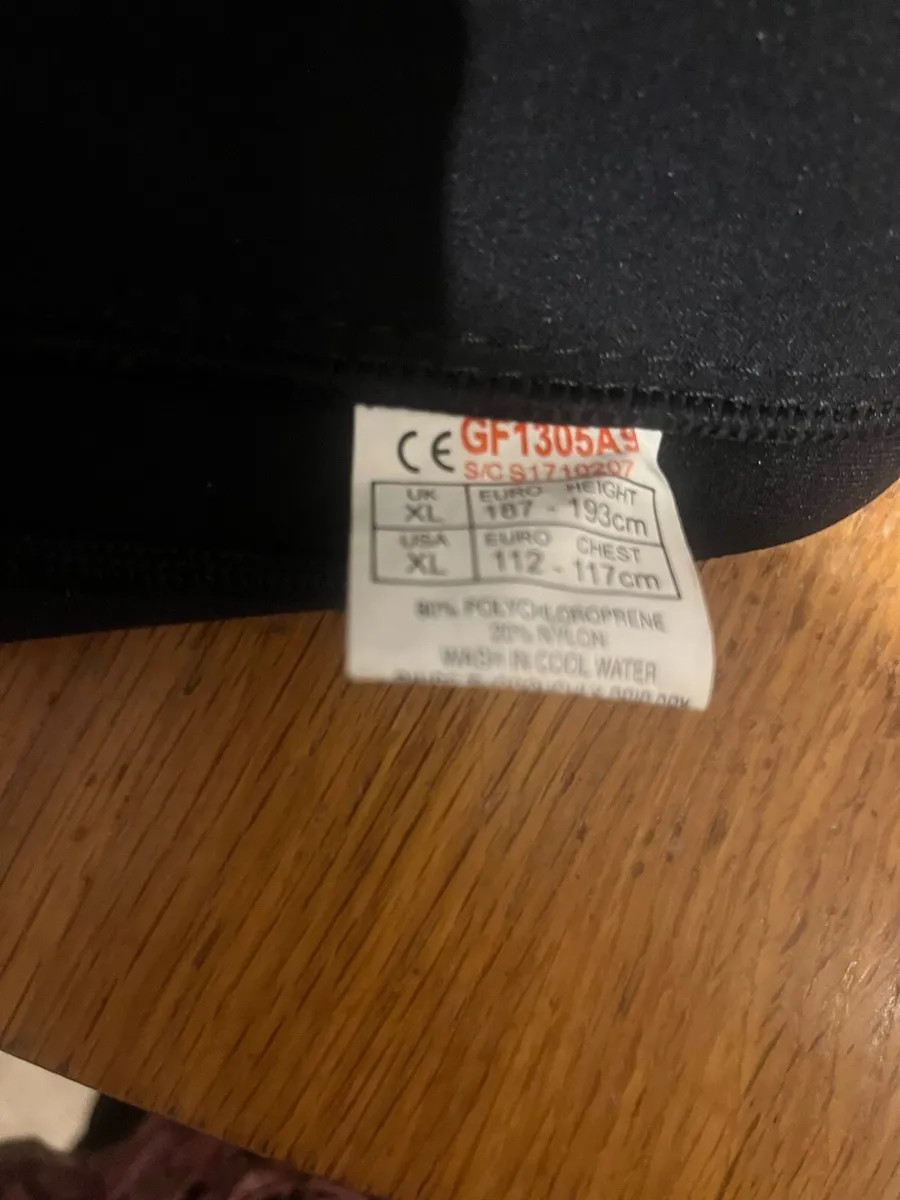 CE GF1305A9
S/C S1710207
UK EURO HEIGHT
XL 187 - 193cm
USA EURO CHEST
XL 112 - 117cm
80% POLYCHLOROPRENE
20% NYLON
WASH IN COOL WATER